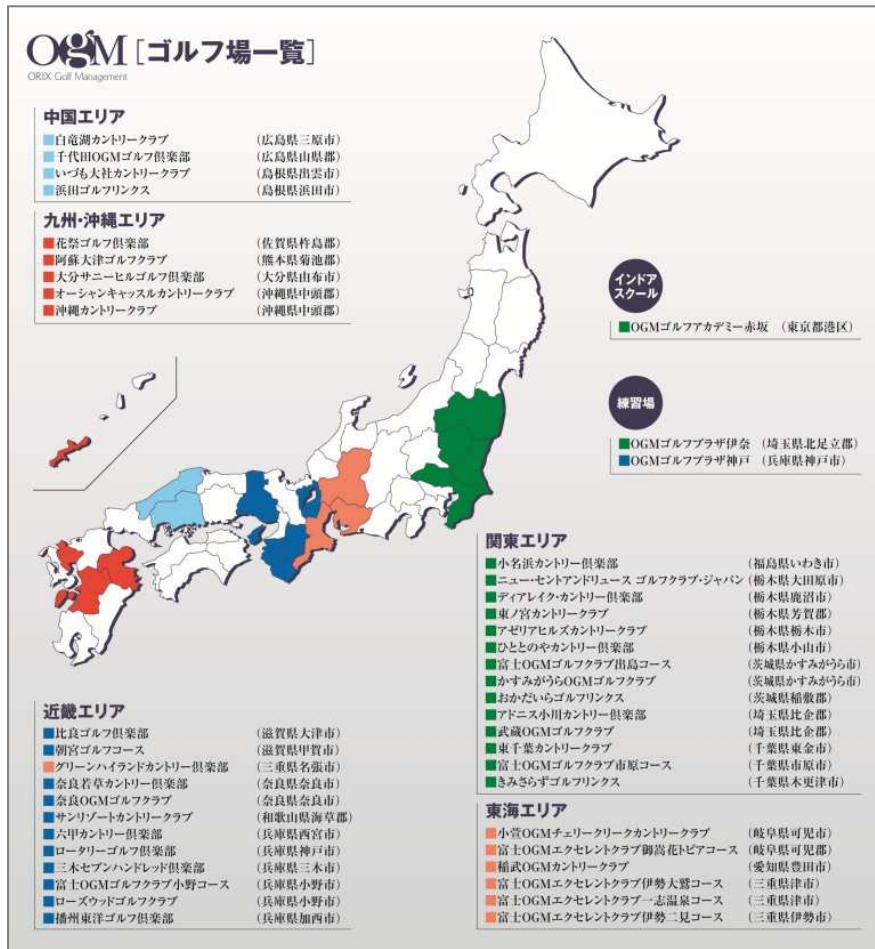 OGM［ゴルフ場一覧］
ORIX Golf Management
中国エリア
■白竜湖カントリークラブ （広島県三原市）
■千代田OGMゴルフ倶楽部 （広島県山県郡）
■いづも大社カントリークラブ （島根県出雲市）
■浜田ゴルフリンクス （島根県浜田市）
九州・沖縄エリア
■花祭ゴルフ倶楽部 （佐賀県杵島郡）
■阿蘇大津ゴルフクラブ （熊本県菊池郡）
■大分サニーヒルゴルフ倶楽部 （大分県由布市）
■オーシャンキャッスルカントリークラブ （沖縄県中頭郡）
■沖縄カントリークラブ （沖縄県中頭郡）
インドア
スクール
■OGMゴルフアカデミー赤坂 （東京都港区）
練習場
■OGMゴルフプラザ伊奈 （埼玉県北足立郡）
■OGMゴルフプラザ神戸 （兵庫県神戸市）
関東エリア
■小名浜カントリー倶楽部 （福島県いわき市）
■ニュー・セントアンドリュース ゴルフクラブ・ジャパン （栃木県大田原市）
■ディアレイク・カントリー倶楽部 （栃木県鹿沼市）
■東ノ宮カントリークラブ （栃木県芳賀郡）
■アゼリアヒルズカントリークラブ （栃木県栃木市）
■ひととのやカントリー倶楽部 （栃木県小山市）
■富士OGMゴルフクラブ出島コース （茨城県かすみがうら市）
■かすみがうらOGMゴルフクラブ （茨城県かすみがうら市）
■おかだいらゴルフリンクス （茨城県稲敷郡）
■アドニス小川カントリー倶楽部 （埼玉県比企郡）
■武蔵OGMゴルフクラブ （埼玉県比企郡）
■東千葉カントリークラブ （千葉県東金市）
■富士OGMゴルフクラブ市原コース （千葉県市原市）
■きみさらずゴルフリンクス （千葉県木更津市）
近畿エリア
■比良ゴルフ倶楽部 （滋賀県大津市）
■朝宮ゴルフコース （滋賀県甲賀市）
■グリーンハイランドカントリー倶楽部 （三重県名張市）
■奈良若草カントリー倶楽部 （奈良県奈良市）
■奈良OGMゴルフクラブ （奈良県奈良市）
■サンリゾートカントリークラブ （和歌山県海草郡）
■六甲カントリー倶楽部 （兵庫県西宮市）
■ロータリーゴルフ倶楽部 （兵庫県神戸市）
■三木セブンハンドレッド倶楽部 （兵庫県三木市）
■富士OGMゴルフクラブ小野コース （兵庫県小野市）
■ローズウッドゴルフクラブ （兵庫県小野市）
■播州東洋ゴルフ倶楽部 （兵庫県加西市）
東海エリア
■小萱OGMチェリークリークカントリークラブ （岐阜県可児市）
■富士OGMエクセレントクラブ御嵩花トピアコース （岐阜県可児郡）
■稲武OGMカントリークラブ （愛知県豊田市）
■富士OGMエクセレントクラブ伊勢大鷲コース （三重県津市）
■富士OGMエクセレントクラブ一志温泉コース （三重県津市）
■富士OGMエクセレントクラブ伊勢二見コース （三重県伊勢市）